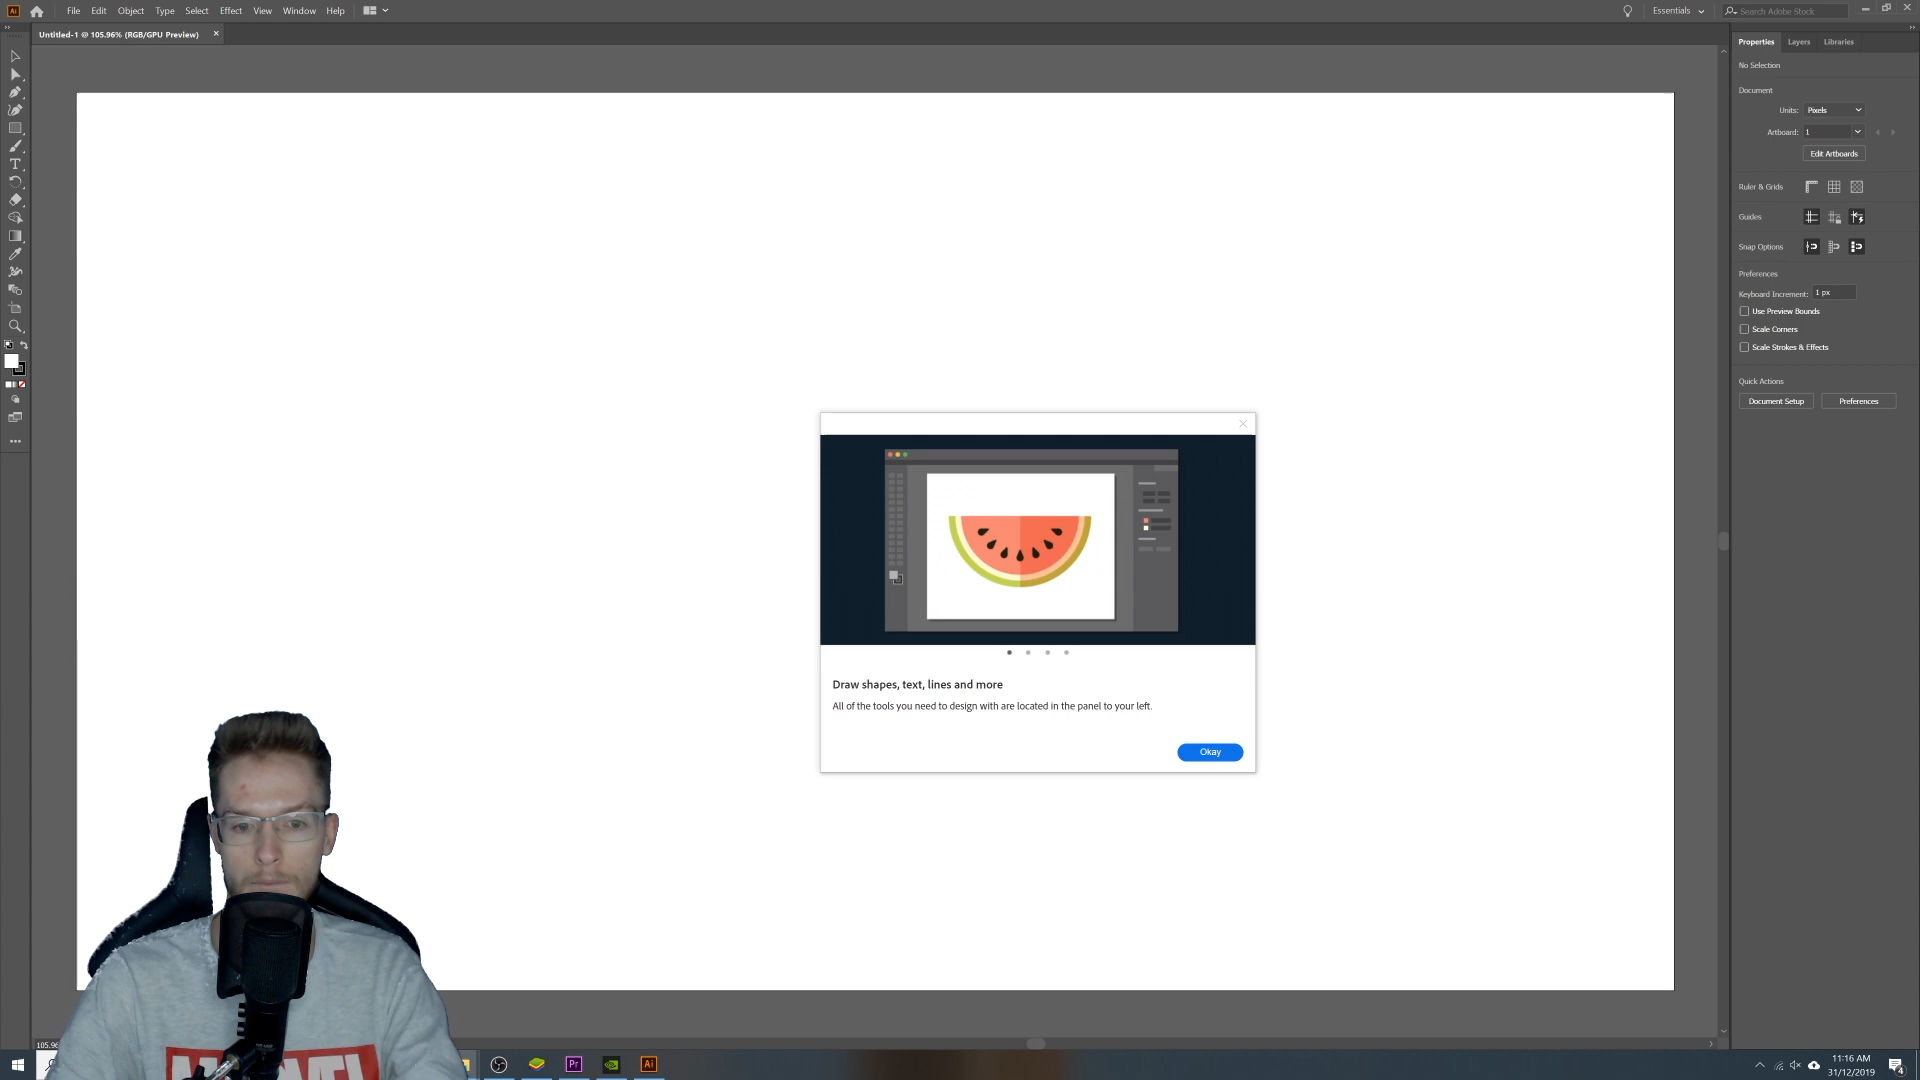 Ai File Edit Object Type Select Effect View Window Help Essentials Search Adobe Stock
Untitled-1 @ 105.96% (RGB/GPU Preview)
Properties Layers Libraries
No Selection
Document
Units: Pixels
Artboard: 1
Edit Artboards
Ruler & Grids
Guides
Snap Options
Preferences
Keyboard Increment: 1 px
Use Preview Bounds
Scale Corners
Scale Strokes & Effects
Quick Actions
Document Setup Preferences
Draw shapes, text, lines and more
All of the tools you need to design with are located in the panel to your left.
Okay
105.96
Pr Ai
11:16 AM
31/12/2019
4